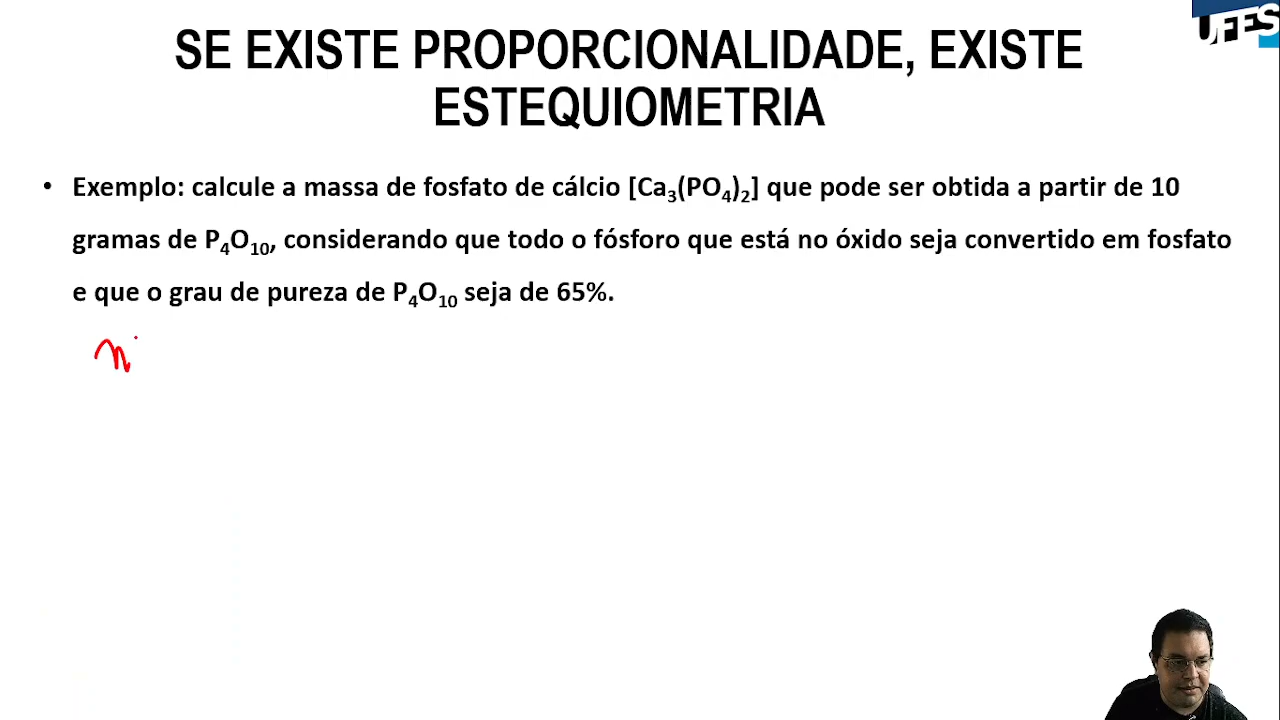 UFES
SE EXISTE PROPORCIONALIDADE, EXISTE
ESTEQUIOMETRIA
• Exemplo: calcule a massa de fosfato de cálcio [Ca₃(PO₄)₂] que pode ser obtida a partir de 10
gramas de P₄O₁₀, considerando que todo o fósforo que está no óxido seja convertido em fosfato
e que o grau de pureza de P₄O₁₀ seja de 65%.